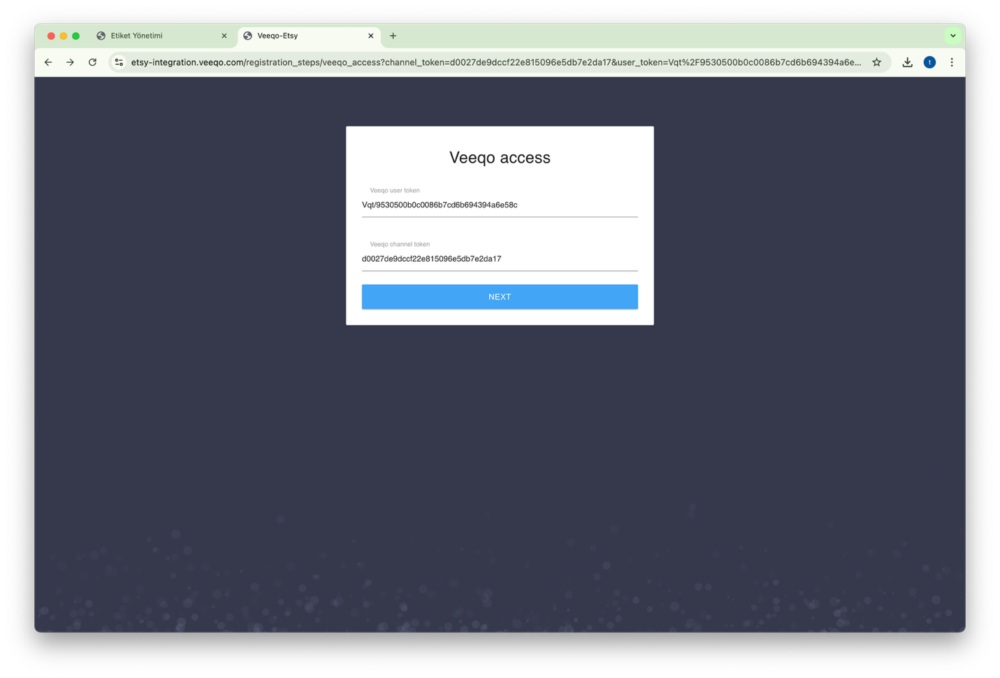 Etiket Yönetimi
Veeqo-Etsy
etsy-integration.veeqo.com/registration_steps/veeqo_access?channel_token=d0027de9dccf22e815096e5db7e2da17&user_token=Vqt%2F9530500b0c0086b7cd6b694394a6e...
t
Veeqo access
Veeqo user token
Vqt/9530500b0c0086b7cd6b694394a6e58c
Veeqo channel token
d0027de9dccf22e815096e5db7e2da17
NEXT